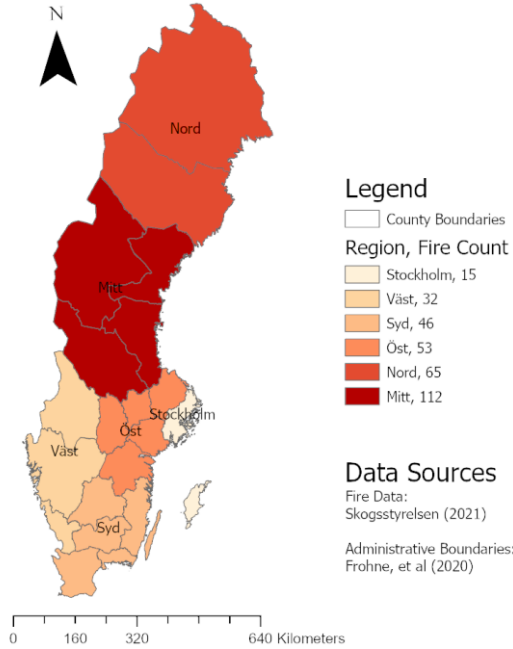 N
Nord
Mitt
Stockholm
Öst
Väst
Syd
0 160 320 640 Kilometers
Legend
County Boundaries
Region, Fire Count
Stockholm, 15
Väst, 32
Syd, 46
Öst, 53
Nord, 65
Mitt, 112
Data Sources
Fire Data:
Skogsstyrelsen (2021)
Administrative Boundaries:
Frohne, et al (2020)